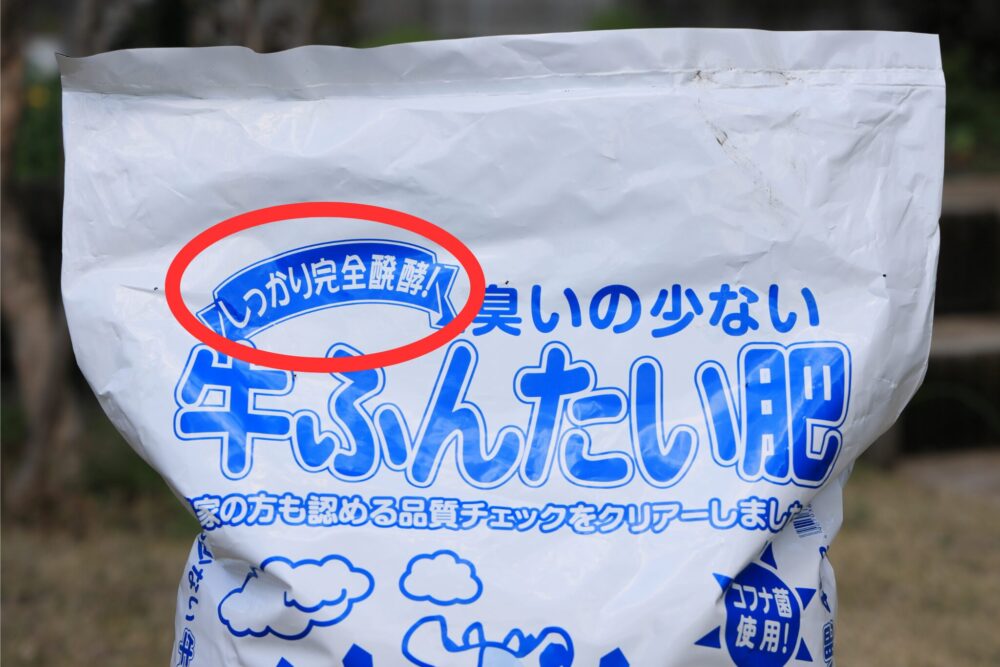 しっかり完全醗酵!
臭いの少ない
牛ふんたい肥
家の方も認める品質チェックをクリアーしました
コフナ菌
使用!